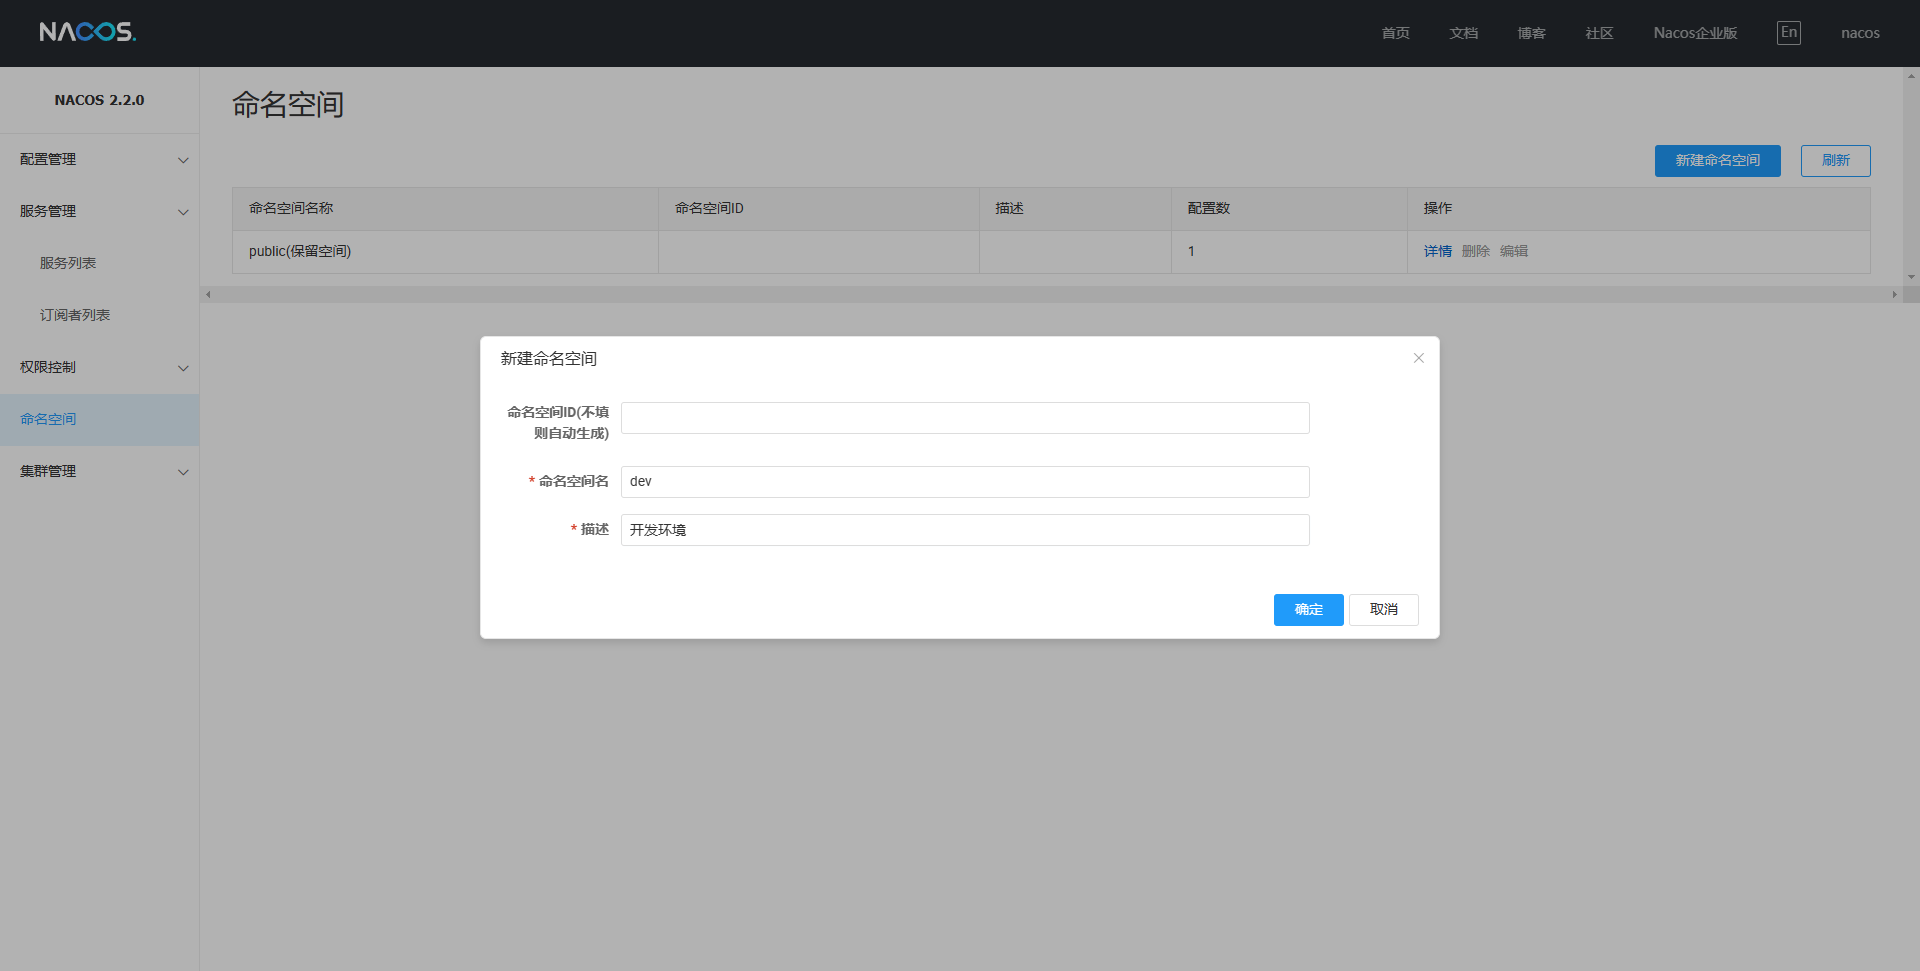 NACOS.
首页 文档 博客 社区 Nacos企业版 En nacos
NACOS 2.2.0
配置管理
服务管理
服务列表
订阅者列表
权限控制
命名空间
集群管理
命名空间
新建命名空间 刷新
命名空间名称 命名空间ID 描述 配置数 操作
public(保留空间) 1 详情 删除 编辑
新建命名空间
命名空间ID(不填
则自动生成)
* 命名空间名 dev
* 描述 开发环境
确定 取消